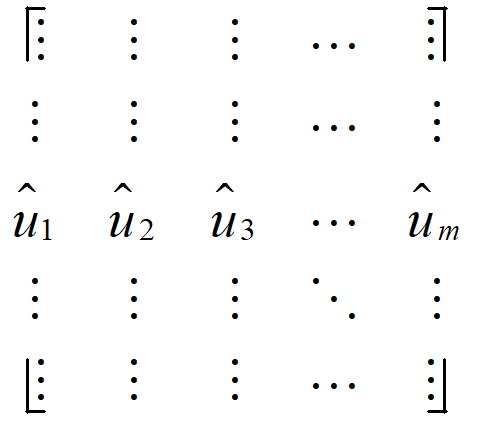 ⎡⋮ ⋮ ⋮ ⋯ ⋮⎤
⋮ ⋮ ⋮ ⋯ ⋮
û₁ û₂ û₃ ⋯ ûₘ
⋮ ⋮ ⋮ ⋱ ⋮
⎣⋮ ⋮ ⋮ ⋯ ⋮⎦